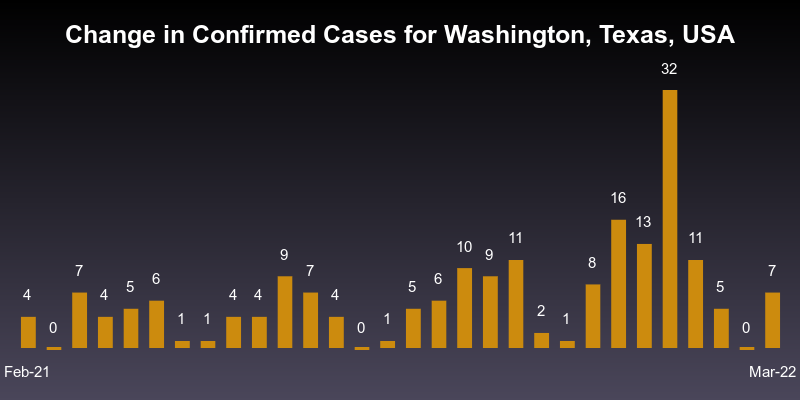 Change in Confirmed Cases for Washington, Texas, USA
4 0 7 4 5 6 1 1 4 4 9 7 4 0 1 5 6 10 9 11 2 1 8 16 13 32 11 5 0 7
Feb-21 Mar-22